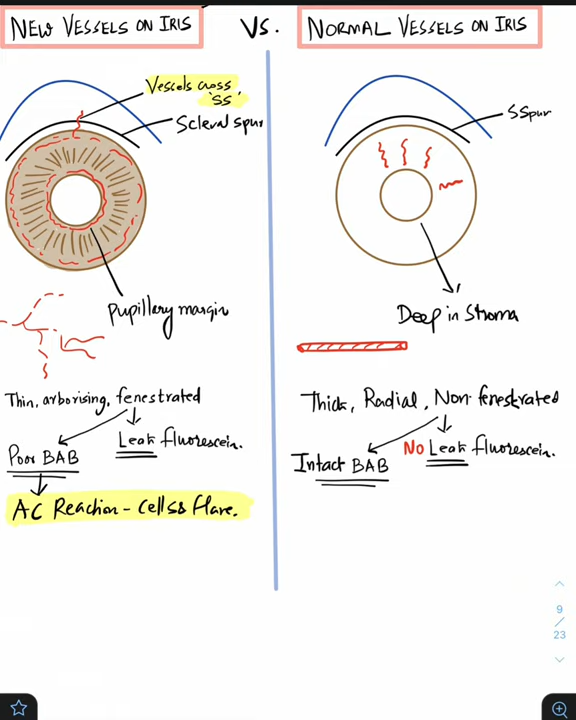 NEW VESSELS ON IRIS
Vs.
NORMAL VESSELS ON IRIS
Vessels cross
SS
Scleral spur
Pupillary margin
Thin, arborising, fenestrated
Leak fluorescein.
Poor BAB
AC Reaction - Cells & Flare.
SSpur
Deep in Stroma
Thick, Radial, Non-fenestrated
No Leak fluorescein.
Intact BAB
9
/
23